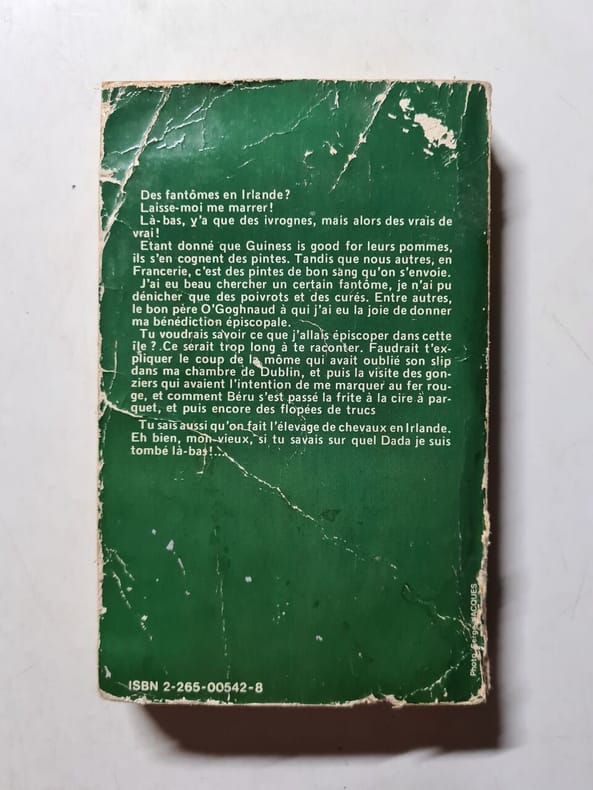 Des fantômes en Irlande?
Laisse-moi me marrer!
Là-bas, y'a que des ivrognes, mais alors des vrais de
vrai!
Etant donné que Guiness is good for leurs pommes,
ils s'en cognent des pintes. Tandis que nous autres, en
Francerie, c'est des pintes de bon sang qu'on s'envoie.
J'ai eu beau chercher un certain fantôme, je n'ai pu
dénicher que des poivrots et des curés. Entre autres,
le bon père O'Goghnaud à qui j'ai eu la joie de donner
ma bénédiction épiscopale.
Tu voudrais savoir ce que j'allais épiscoper dans cette
île? Ce serait trop long à te raconter. Faudrait t'ex-
pliquer le coup de la môme qui avait oublié son slip
dans ma chambre de Dublin, et puis la visite des gon-
ziers qui avaient l'intention de me marquer au fer rou-
ge, et comment Béru s'est passé la frite à la cire à par-
quet, et puis encore des flopées de trucs
Tu sais aussi qu'on fait l'élevage de chevaux en Irlande.
Eh bien, mon vieux, si tu savais sur quel Dada je suis
tombé là-bas!...
ISBN 2-265-00542-8
Photo Serge JACQUES